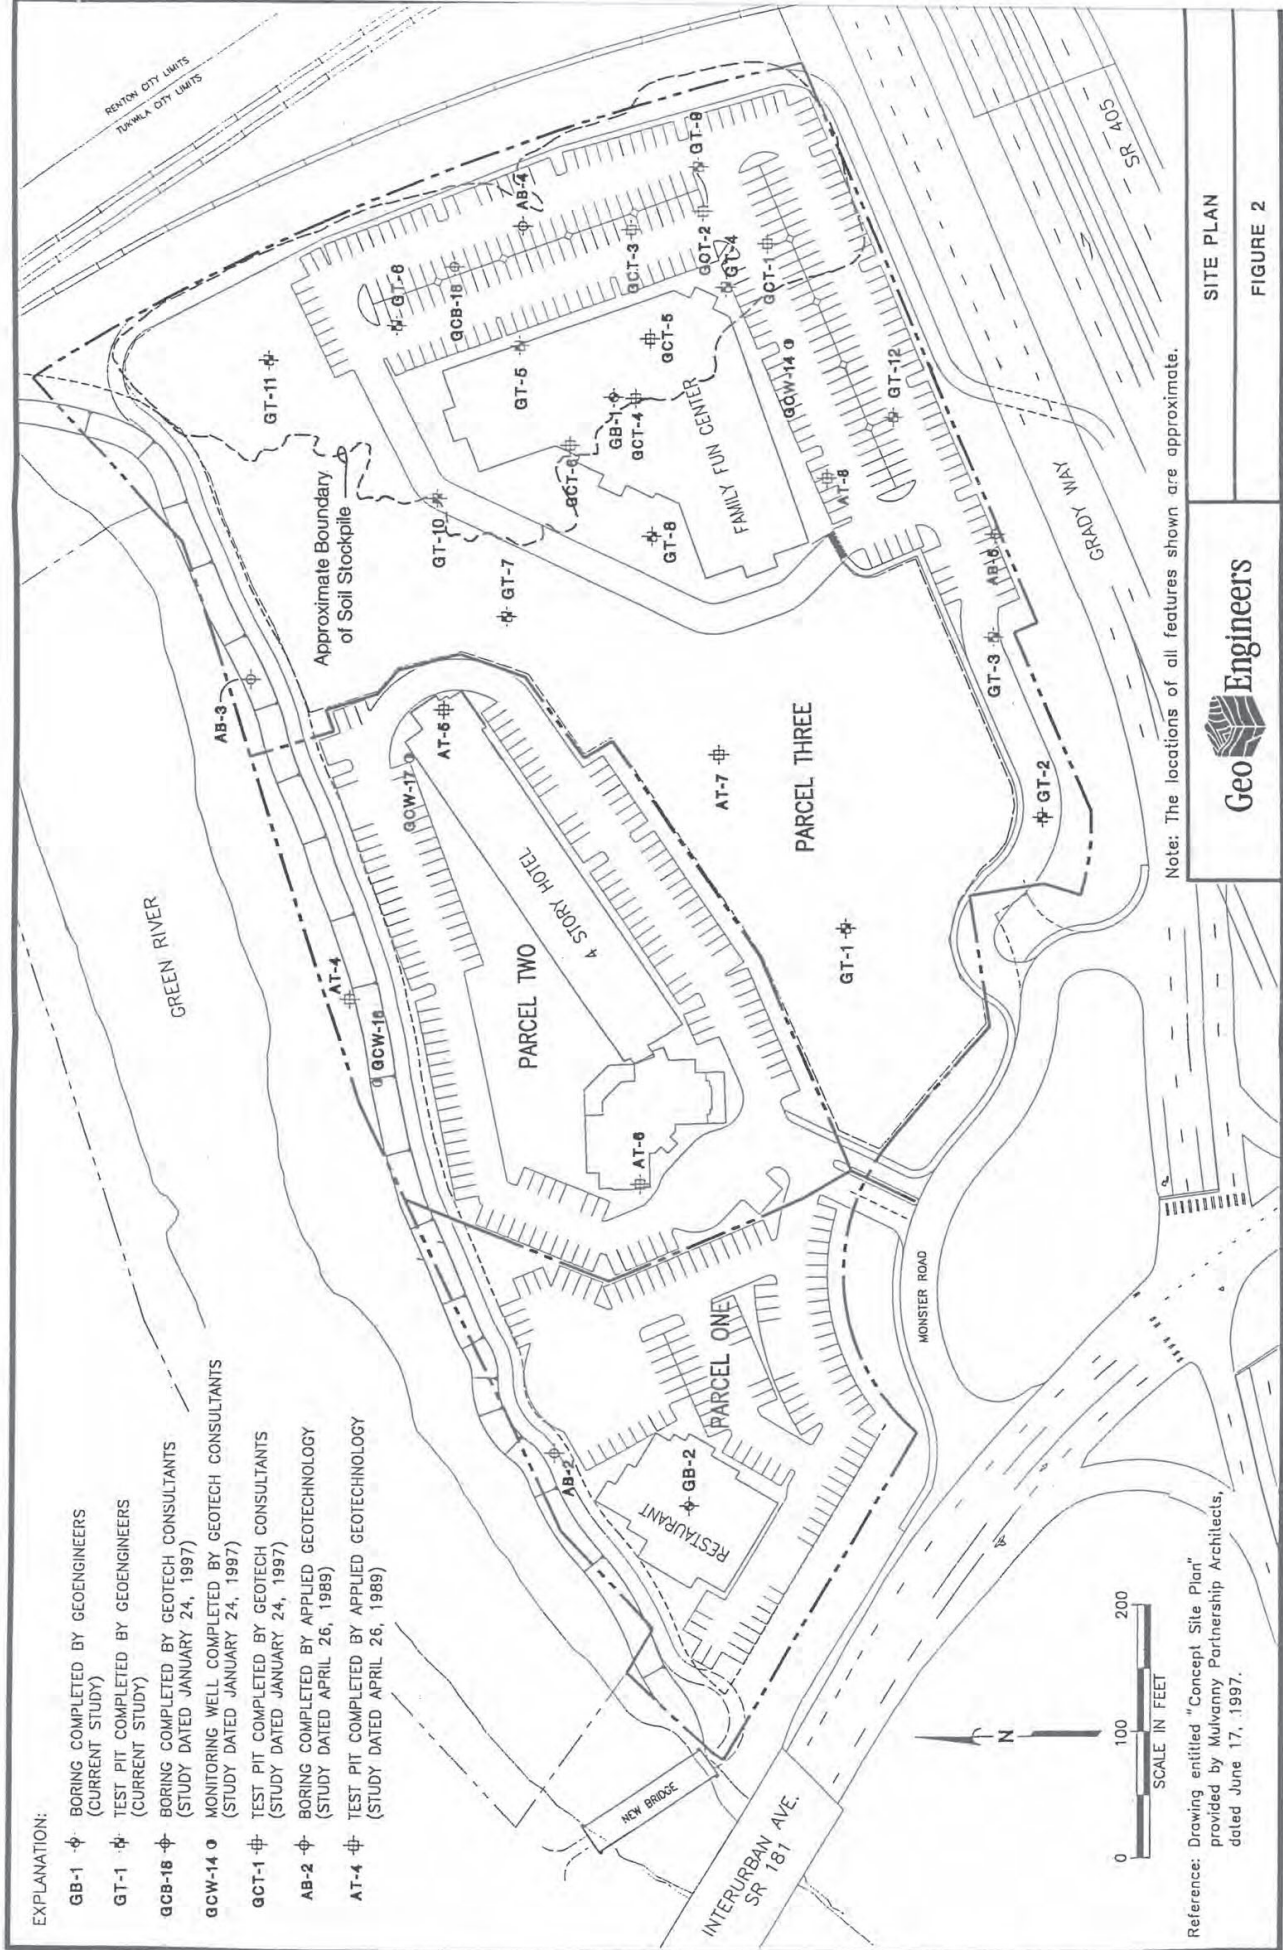 EXPLANATION:
GB-1 BORING COMPLETED BY GEOENGINEERS
(CURRENT STUDY)
GT-1 TEST PIT COMPLETED BY GEOENGINEERS
(CURRENT STUDY)
GCB-18 BORING COMPLETED BY GEOTECH CONSULTANTS
(STUDY DATED JANUARY 24, 1997)
GCW-14 MONITORING WELL COMPLETED BY GEOTECH CONSULTANTS
(STUDY DATED JANUARY 24, 1997)
GCT-1 TEST PIT COMPLETED BY GEOTECH CONSULTANTS
(STUDY DATED JANUARY 24, 1997)
AB-2 BORING COMPLETED BY APPLIED GEOTECHNOLOGY
(STUDY DATED APRIL 26, 1989)
AT-4 TEST PIT COMPLETED BY APPLIED GEOTECHNOLOGY
(STUDY DATED APRIL 26, 1989)
RENTON CITY LIMITS
TUKWILA CITY LIMITS
GREEN RIVER
AB-3
AT-4
GCW-16
GCW-17
AT-5
4 STORY HOTEL
PARCEL TWO
AT-6
Approximate Boundary
of Soil Stockpile
GT-11
GT-10
GT-7
GT-6
GCB-18
AB-4
GT-5
GCT-3
GCT-2
GT-9
GT-4
GCT-1
GCT-5
GB-1
GCT-4
GCT-6
GT-8
FAMILY FUN CENTER
GCW-14
GT-12
AT-8
AB-5
GT-3
GT-2
AT-7
PARCEL THREE
GT-1
PARCEL ONE
AB-2
GB-2
RESTAURANT
MONSTER ROAD
GRADY WAY
SR 405
NEW BRIDGE
INTERURBAN AVE.
SR 181
N
0 100 200
SCALE IN FEET
Reference: Drawing entitled "Concept Site Plan"
provided by Mulvanny Partnership Architects,
dated June 17, 1997.
Note: The locations of all features shown are approximate.
GeoEngineers
SITE PLAN
FIGURE 2